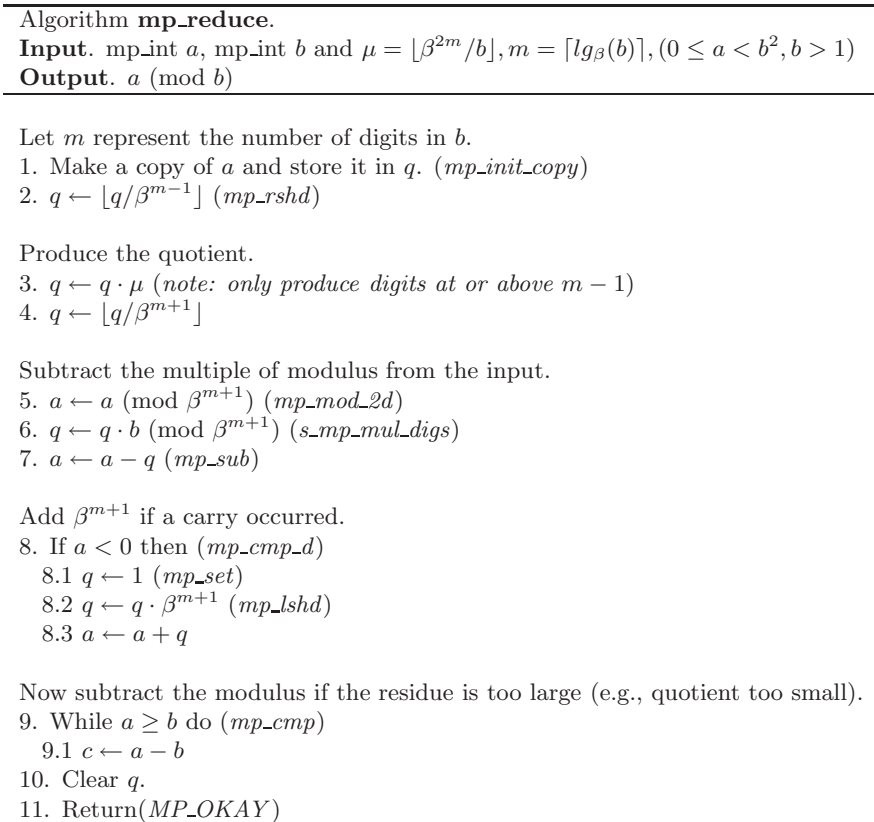 Algorithm mp_reduce.
Input. mp_int a, mp_int b and μ = ⌊β^{2m}/b⌋, m = ⌈lg_β(b)⌉, (0 ≤ a < b², b > 1)
Output. a (mod b)
Let m represent the number of digits in b.
1. Make a copy of a and store it in q. (mp_init_copy)
2. q ← ⌊q/β^{m−1}⌋ (mp_rshd)
Produce the quotient.
3. q ← q · μ (note: only produce digits at or above m − 1)
4. q ← ⌊q/β^{m+1}⌋
Subtract the multiple of modulus from the input.
5. a ← a (mod β^{m+1}) (mp_mod_2d)
6. q ← q · b (mod β^{m+1}) (s_mp_mul_digs)
7. a ← a − q (mp_sub)
Add β^{m+1} if a carry occurred.
8. If a < 0 then (mp_cmp_d)
8.1 q ← 1 (mp_set)
8.2 q ← q · β^{m+1} (mp_lshd)
8.3 a ← a + q
Now subtract the modulus if the residue is too large (e.g., quotient too small).
9. While a ≥ b do (mp_cmp)
9.1 c ← a − b
10. Clear q.
11. Return(MP_OKAY)